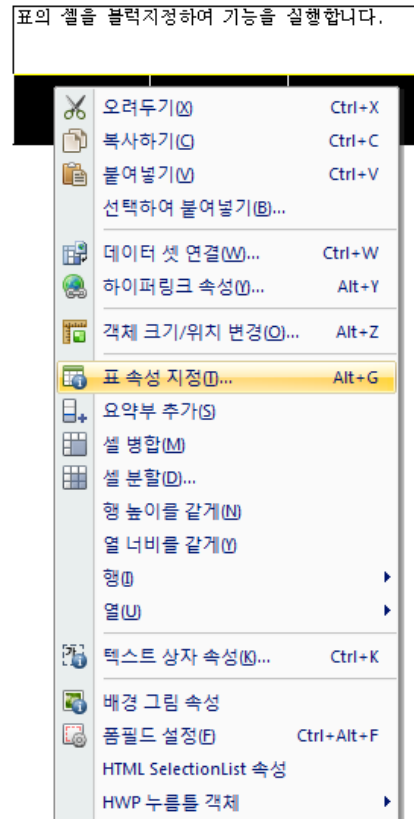 표의 셀을 블럭지정하여 기능을 실행합니다.
오려두기(X) Ctrl+X
복사하기(C) Ctrl+C
붙여넣기(V) Ctrl+V
선택하여 붙여넣기(B)...
데이터 셋 연결(W)... Ctrl+W
하이퍼링크 속성(Y)... Alt+Y
객체 크기/위치 변경(O)... Alt+Z
표 속성 지정(T)... Alt+G
요약부 추가(S)
셀 병합(M)
셀 분할(D)...
행 높이를 같게(N)
열 너비를 같게(Y)
행(I)
열(U)
텍스트 상자 속성(K)... Ctrl+K
배경 그림 속성
폼필드 설정(F) Ctrl+Alt+F
HTML SelectionList 속성
HWP 누름틀 객체